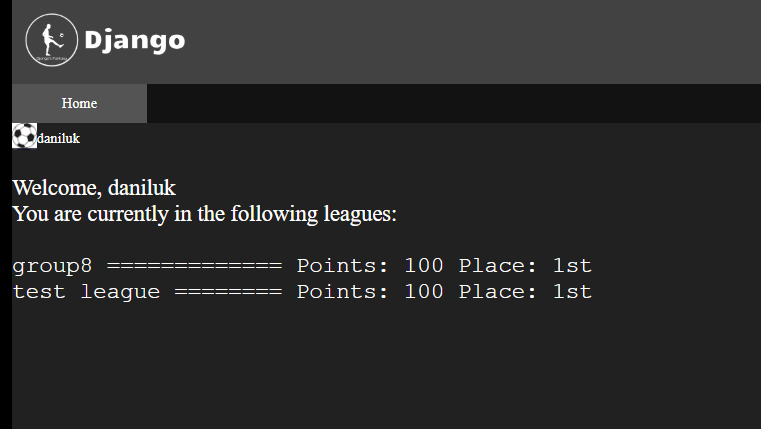 Django
Home
daniluk
Welcome, daniluk
You are currently in the following leagues:
group8 ============= Points: 100 Place: 1st
test league ======== Points: 100 Place: 1st